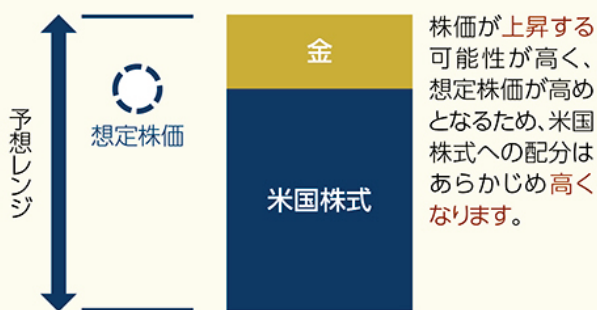 予想レンジ
想定株価
金
米国株式
株価が上昇する
可能性が高く、
想定株価が高め
となるため、米国
株式への配分は
あらかじめ高く
なります。